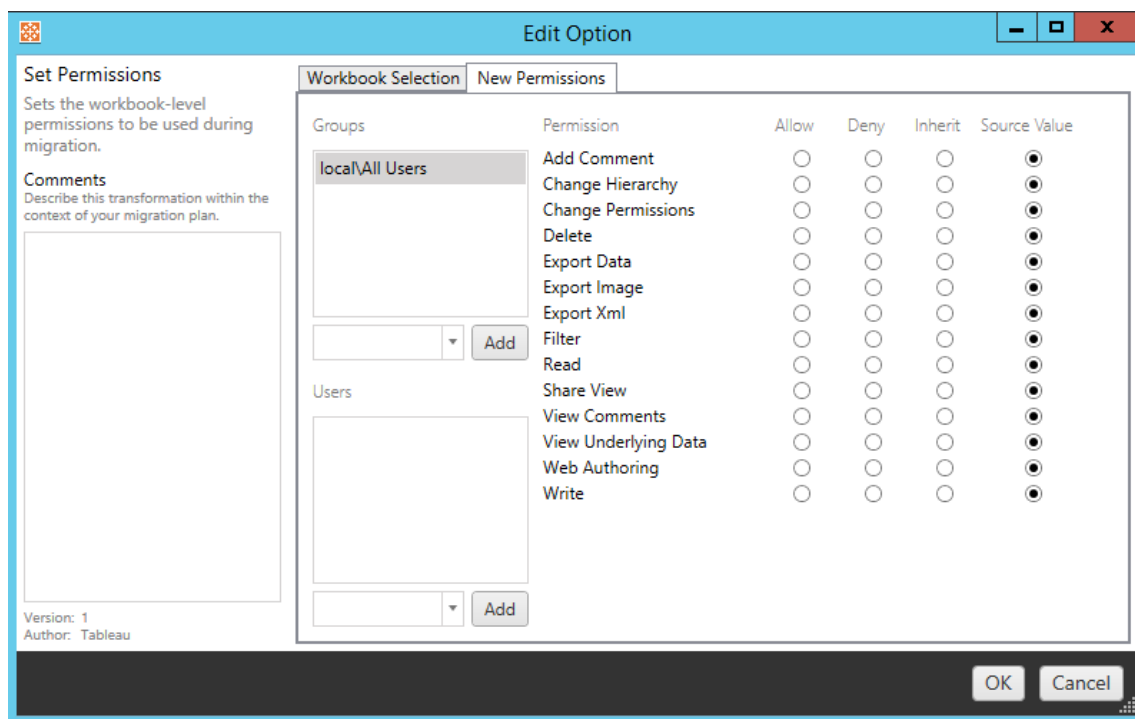 Edit Option
Set Permissions
Sets the workbook-level
permissions to be used during
migration.
Comments
Describe this transformation within the
context of your migration plan.
Version: 1
Author: Tableau
Workbook Selection New Permissions
Groups
local\All Users
Add
Users
Add
Permission Allow Deny Inherit Source Value
Add Comment
Change Hierarchy
Change Permissions
Delete
Export Data
Export Image
Export Xml
Filter
Read
Share View
View Comments
View Underlying Data
Web Authoring
Write
OK Cancel